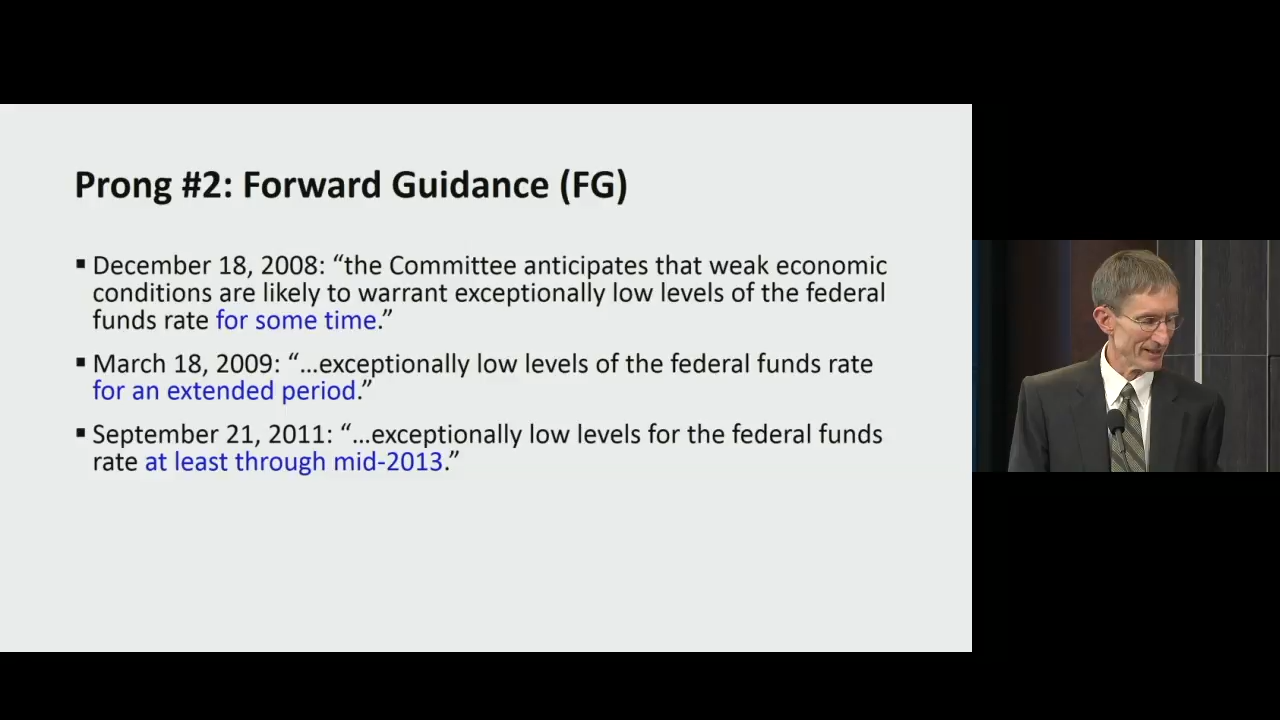 Prong #2: Forward Guidance (FG)
▪ December 18, 2008: “the Committee anticipates that weak economic
conditions are likely to warrant exceptionally low levels of the federal
funds rate for some time.”
▪ March 18, 2009: “…exceptionally low levels of the federal funds rate
for an extended period.”
▪ September 21, 2011: “…exceptionally low levels for the federal funds
rate at least through mid-2013.”